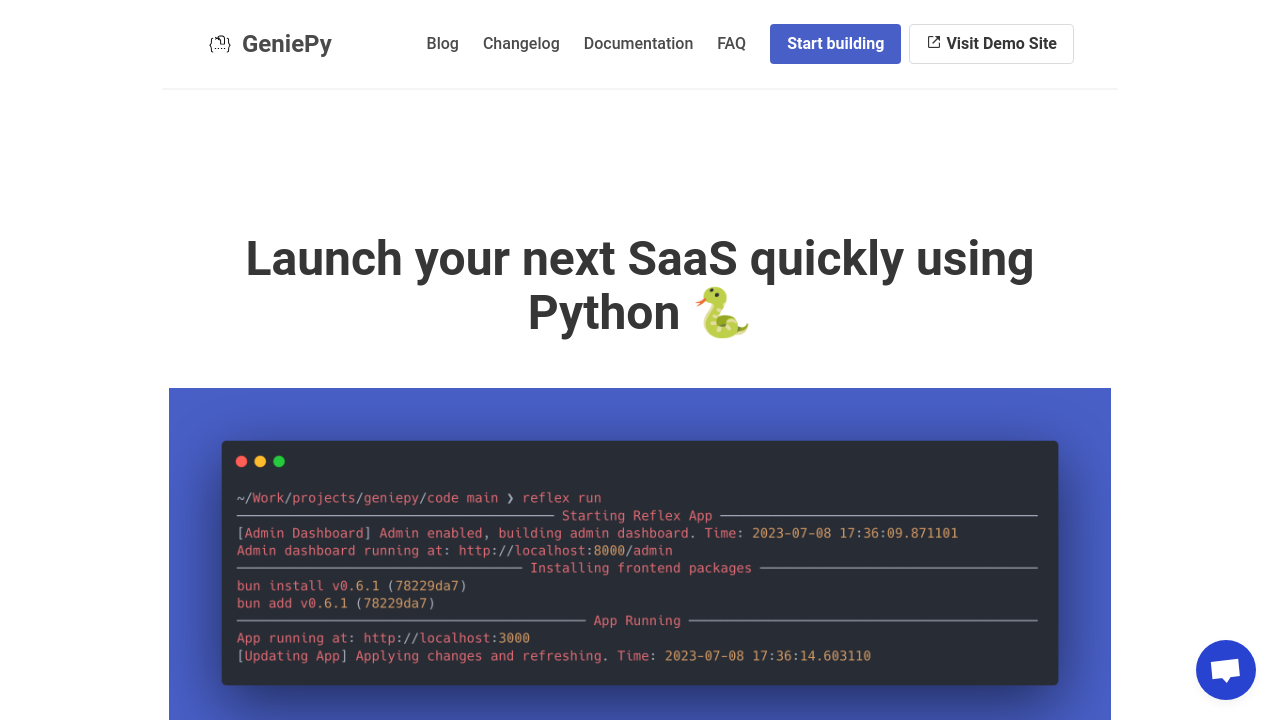 GeniePy
Blog Changelog Documentation FAQ Start building Visit Demo Site
Launch your next SaaS quickly using
Python 🐍
~/Work/projects/geniepy/code main ❯ reflex run
Starting Reflex App
[Admin Dashboard] Admin enabled, building admin dashboard. Time: 2023-07-08 17:36:09.871101
Admin dashboard running at: http://localhost:8000/admin
Installing frontend packages
bun install v0.6.1 (78229da7)
bun add v0.6.1 (78229da7)
App Running
App running at: http://localhost:3000
[Updating App] Applying changes and refreshing. Time: 2023-07-08 17:36:14.603110